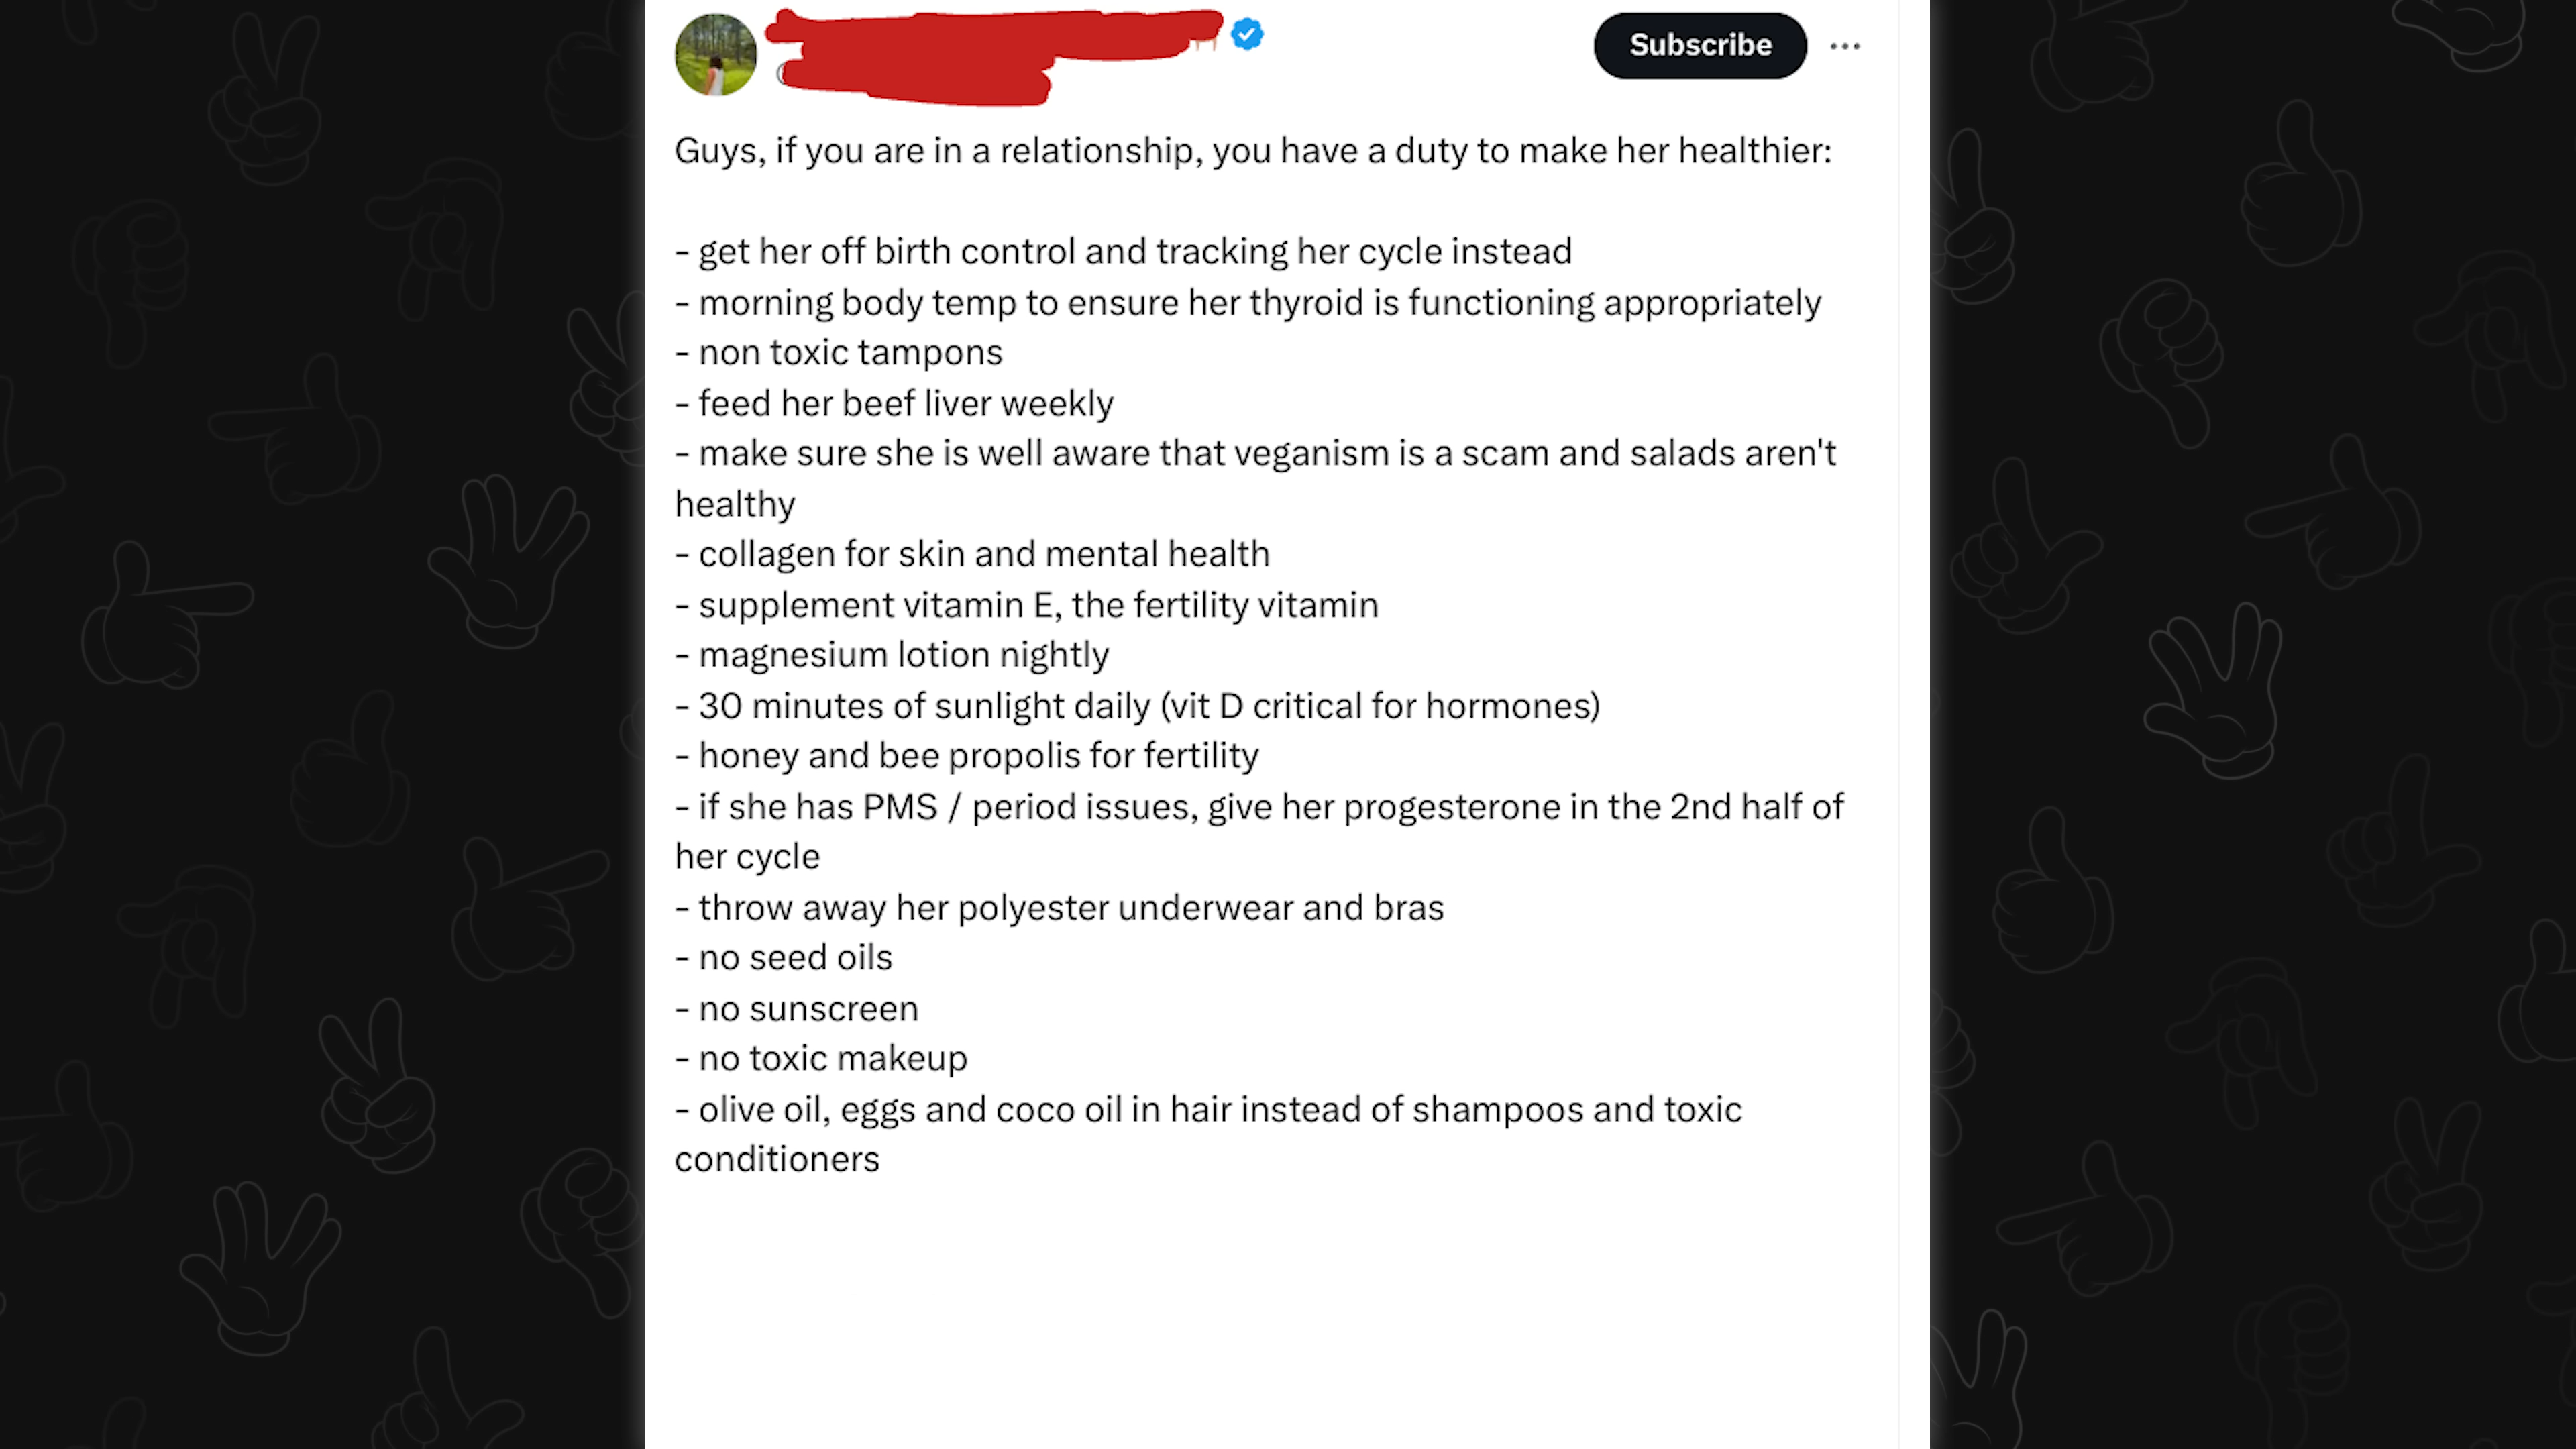 Subscribe
Guys, if you are in a relationship, you have a duty to make her healthier:
- get her off birth control and tracking her cycle instead
- morning body temp to ensure her thyroid is functioning appropriately
- non toxic tampons
- feed her beef liver weekly
- make sure she is well aware that veganism is a scam and salads aren't
healthy
- collagen for skin and mental health
- supplement vitamin E, the fertility vitamin
- magnesium lotion nightly
- 30 minutes of sunlight daily (vit D critical for hormones)
- honey and bee propolis for fertility
- if she has PMS / period issues, give her progesterone in the 2nd half of
her cycle
- throw away her polyester underwear and bras
- no seed oils
- no sunscreen
- no toxic makeup
- olive oil, eggs and coco oil in hair instead of shampoos and toxic
conditioners